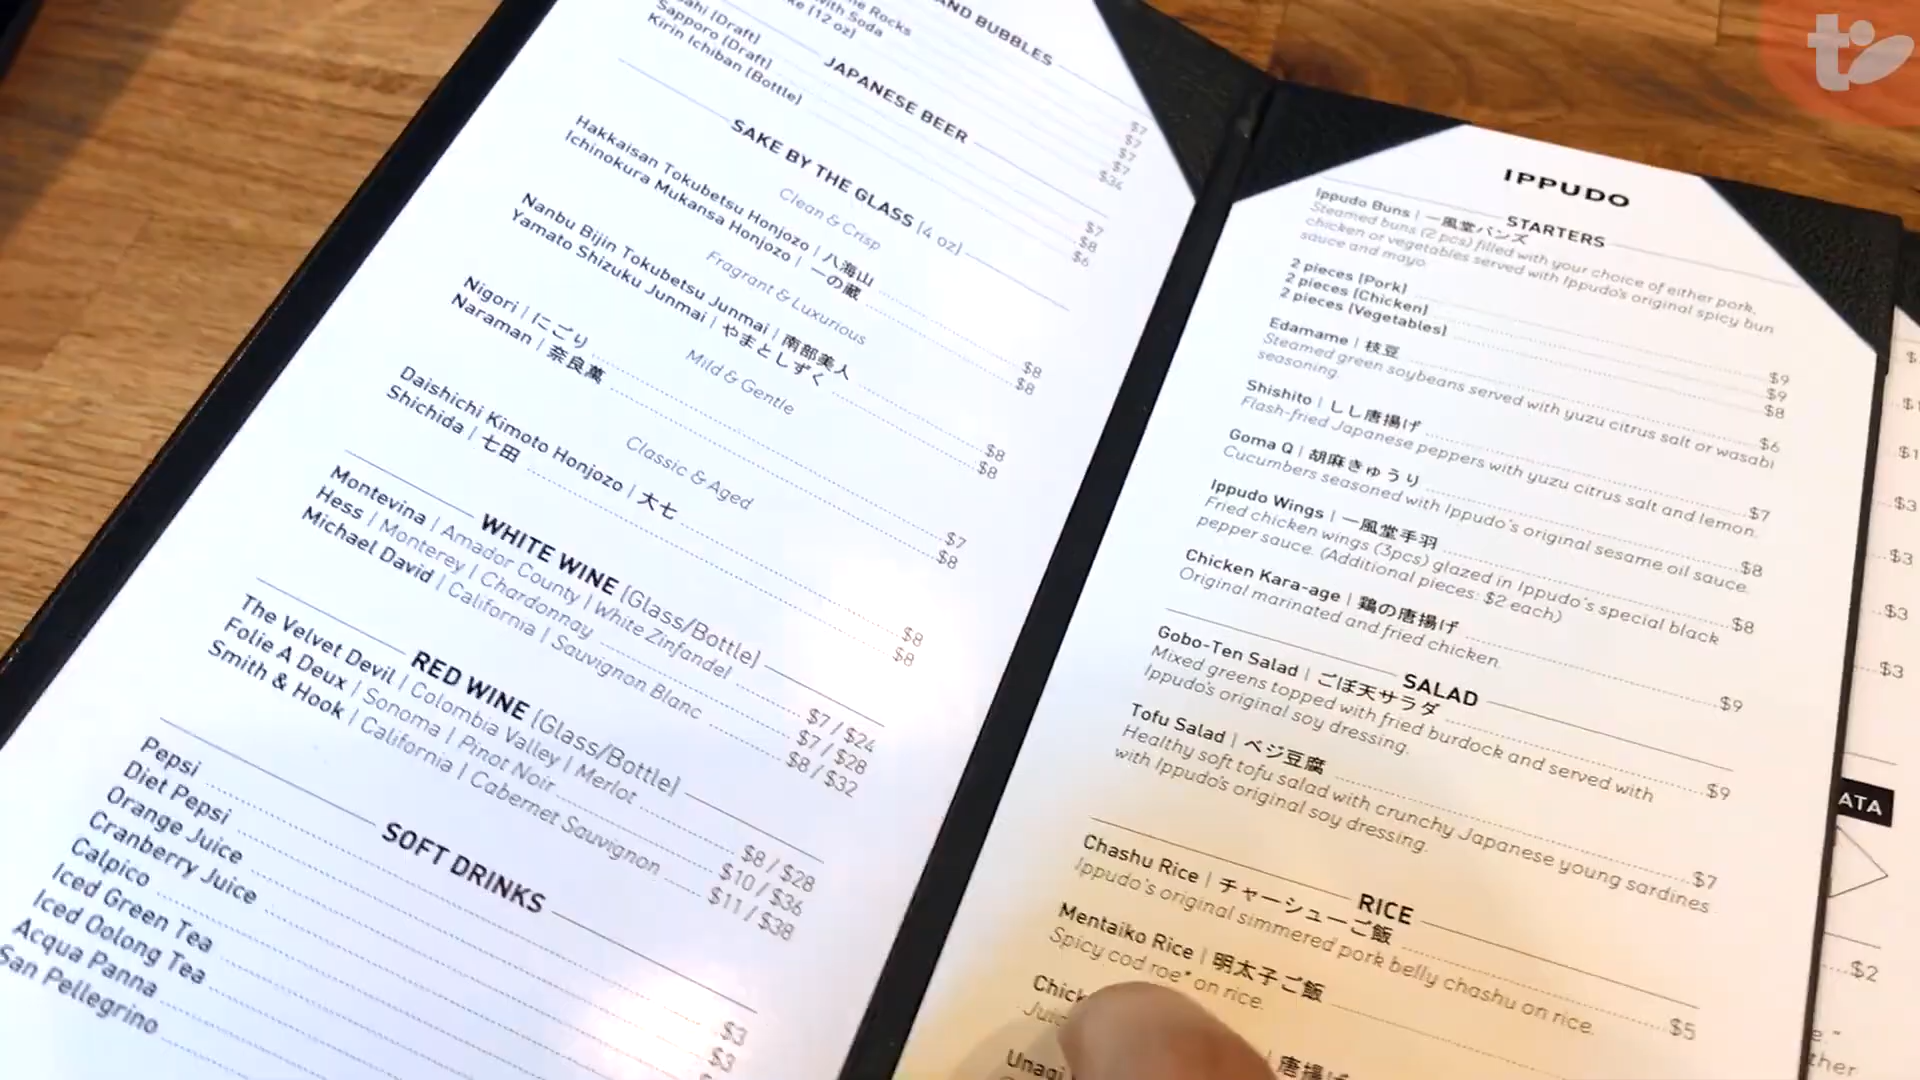 AND BUBBLES
the Rocks
with Soda
[12 oz]
$7
$7
$7
$7
$34
JAPANESE BEER
Asahi [Draft] $7
Sapporo [Draft] $8
Kirin Ichiban [Bottle] $6
SAKE BY THE GLASS [4 oz]
Clean & Crisp
Hakkaisan Tokubetsu Honjozo | 八海山 $8
Ichinokura Mukansa Honjozo | 一の蔵 $8
Fragrant & Luxurious
Nanbu Bijin Tokubetsu Junmai | 南部美人 $8
Yamato Shizuku Junmai | やまとしずく $8
Mild & Gentle
Nigori | にごり $7
Naraman | 奈良萬 $8
Classic & Aged
Daishichi Kimoto Honjozo | 大七 $8
Shichida | 七田 $8
WHITE WINE [Glass/Bottle]
Montevina | Amador County | White Zinfandel $7 / $24
Hess | Monterey | Chardonnay $7 / $28
Michael David | California | Sauvignon Blanc $8 / $32
RED WINE [Glass/Bottle]
The Velvet Devil | Colombia Valley | Merlot $8 / $28
Folie A Deux | Sonoma | Pinot Noir $10 / $36
Smith & Hook | California | Cabernet Sauvignon $11 / $38
SOFT DRINKS
Pepsi $3
Diet Pepsi $3
Orange Juice
Cranberry Juice
Calpico
Iced Green Tea
Iced Oolong Tea
Acqua Panna
San Pellegrino
IPPUDO
STARTERS
Ippudo Buns | 一風堂バンズ
Steamed buns (2 pcs) filled with your choice of either pork,
chicken or vegetables served with Ippudo's original spicy bun
sauce and mayo.
2 pieces [Pork] $9
2 pieces [Chicken] $9
2 pieces [Vegetables] $8
Edamame | 枝豆 $6
Steamed green soybeans served with yuzu citrus salt or wasabi
seasoning.
Shishito | しし唐揚げ $7
Flash-fried Japanese peppers with yuzu citrus salt and lemon.
Goma Q | 胡麻きゅうり $8
Cucumbers seasoned with Ippudo's original sesame oil sauce.
Ippudo Wings | 一風堂手羽 $8
Fried chicken wings (3pcs) glazed in Ippudo's special black
pepper sauce. (Additional pieces: $2 each)
Chicken Kara-age | 鶏の唐揚げ $9
Original marinated and fried chicken.
SALAD
Gobo-Ten Salad | ごぼ天サラダ $9
Mixed greens topped with fried burdock and served with
Ippudo's original soy dressing.
Tofu Salad | ベジ豆腐 $7
Healthy soft tofu salad with crunchy Japanese young sardines
with Ippudo's original soy dressing.
RICE
Chashu Rice | チャーシューご飯 $5
Ippudo's original simmered pork belly chashu on rice.
Mentaiko Rice | 明太子ご飯
Spicy cod roe* on rice.
唐揚げ
Unagi
$3
$3
$3
$3
ATA
$2